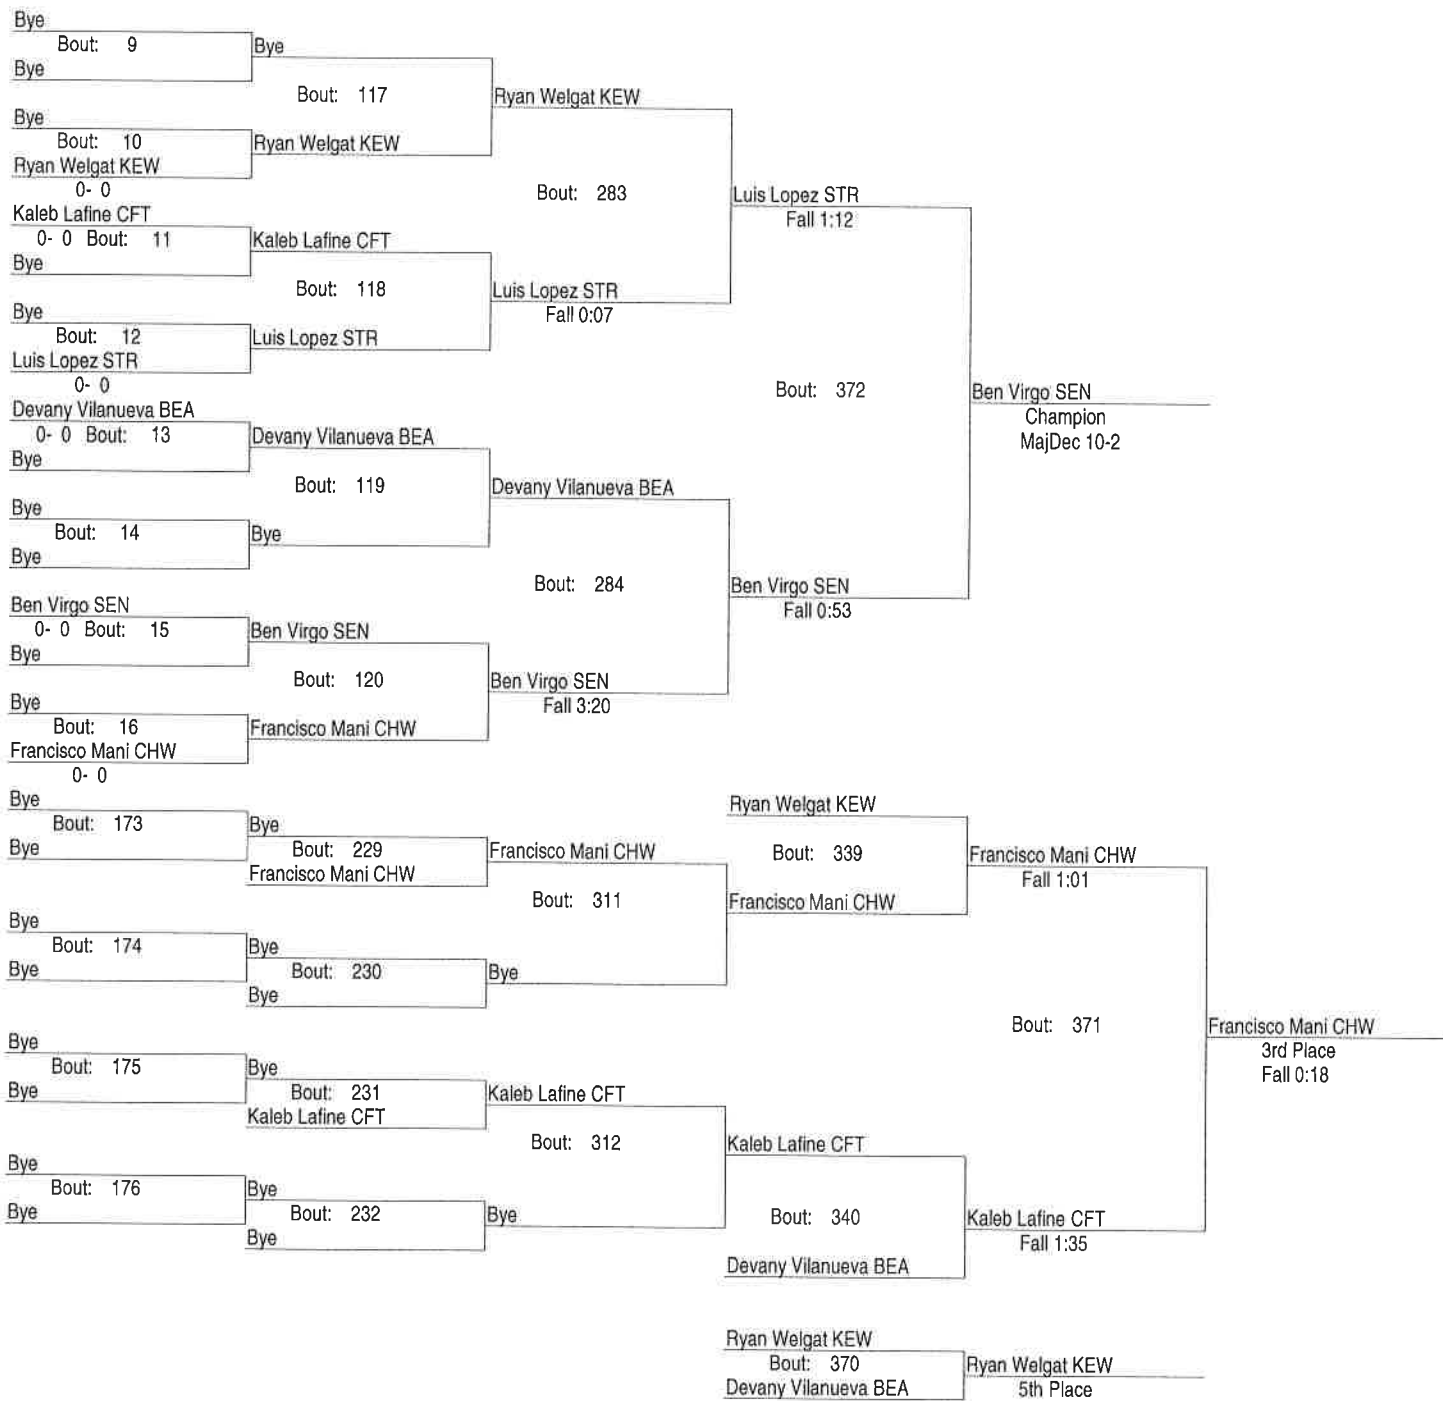 Bye
Bout: 9
Bye
Bye
Bout: 117
Ryan Welgat KEW
Bye
Bout: 10
Ryan Welgat KEW
Ryan Welgat KEW
0- 0
Bout: 283
Luis Lopez STR
Fall 1:12
Kaleb Lafine CFT
0- 0 Bout: 11
Kaleb Lafine CFT
Bye
Bout: 118
Luis Lopez STR
Fall 0:07
Bye
Bout: 12
Luis Lopez STR
Luis Lopez STR
0- 0
Bout: 372
Ben Virgo SEN
Champion
MajDec 10-2
Devany Vilanueva BEA
0- 0 Bout: 13
Devany Vilanueva BEA
Bye
Bout: 119
Devany Vilanueva BEA
Bye
Bout: 14
Bye
Bye
Bout: 284
Ben Virgo SEN
Fall 0:53
Ben Virgo SEN
0- 0 Bout: 15
Ben Virgo SEN
Bye
Bout: 120
Ben Virgo SEN
Fall 3:20
Bye
Bout: 16
Francisco Mani CHW
Francisco Mani CHW
0- 0
Bye
Bout: 173
Bye
Bye
Bout: 229
Francisco Mani CHW
Francisco Mani CHW
Ryan Welgat KEW
Bout: 339
Francisco Mani CHW
Fall 1:01
Bout: 311
Francisco Mani CHW
Bye
Bout: 174
Bye
Bye
Bout: 230
Bye
Bye
Bout: 371
Francisco Mani CHW
3rd Place
Fall 0:18
Bye
Bout: 175
Bye
Bye
Bout: 231
Kaleb Lafine CFT
Kaleb Lafine CFT
Bout: 312
Kaleb Lafine CFT
Bye
Bout: 176
Bye
Bye
Bout: 232
Bye
Bye
Bout: 340
Kaleb Lafine CFT
Fall 1:35
Devany Vilanueva BEA
Ryan Welgat KEW
Bout: 370
Ryan Welgat KEW
Devany Vilanueva BEA
5th Place